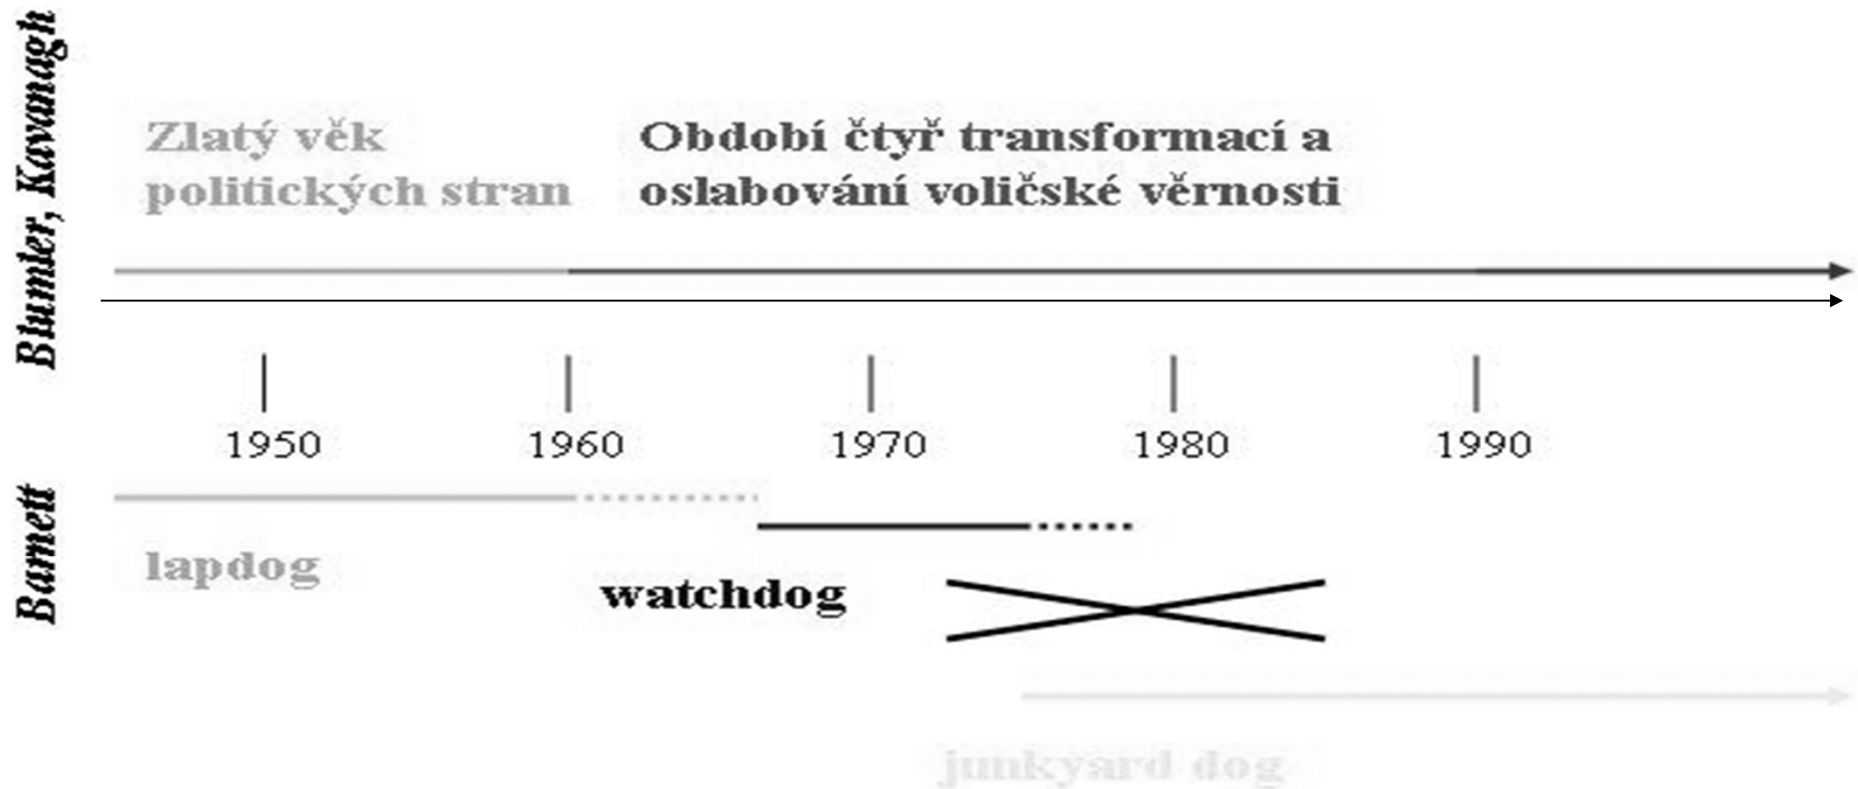 Blumler, Kavanagh
Zlatý věk
politických stran
Období čtyř transformací a
oslabování voličské věrnosti
1950 1960 1970 1980 1990
Barnett
lapdog
watchdog
junkyard dog